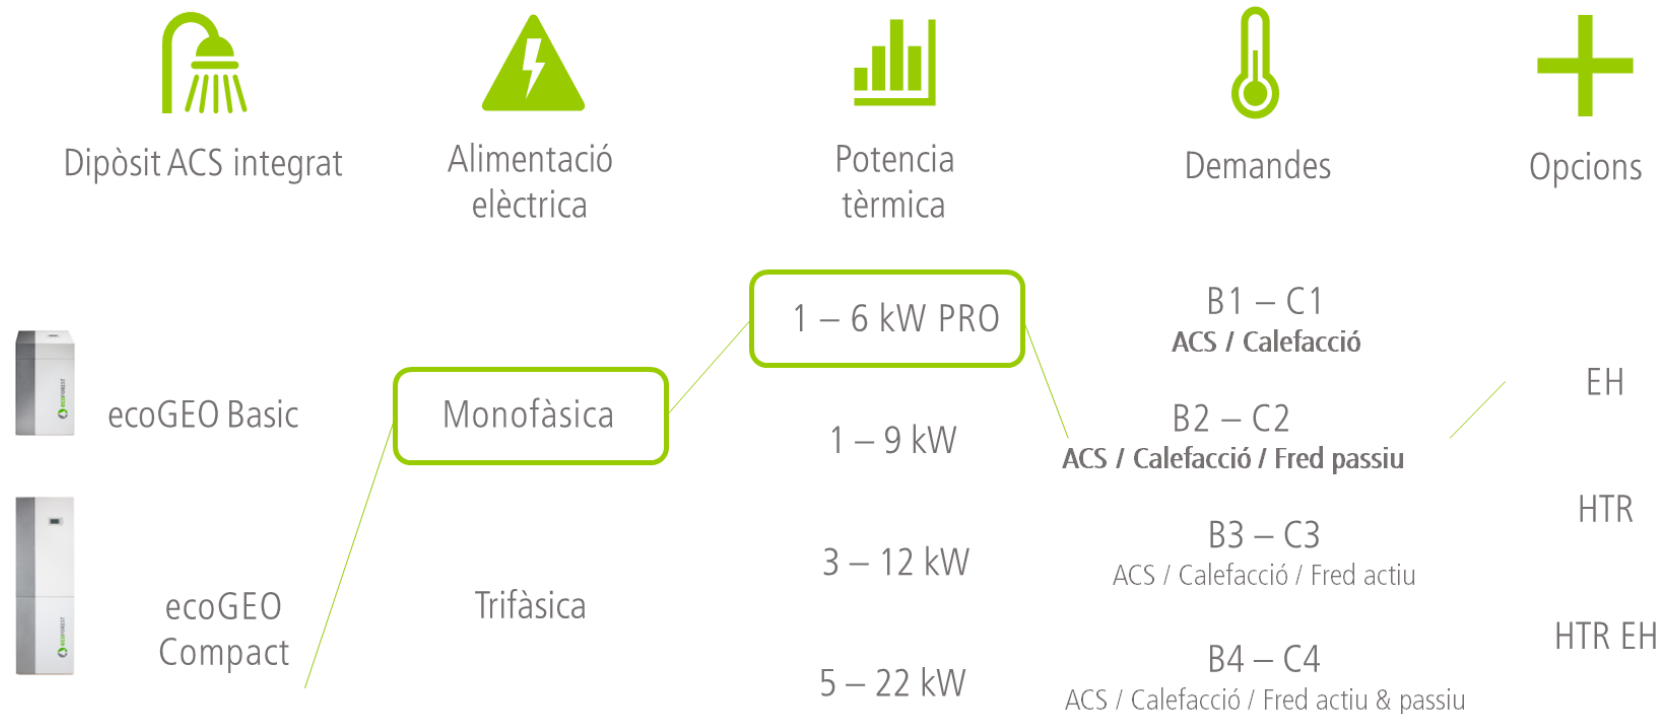 Dipòsit ACS integrat
Alimentació
elèctrica
Potencia
tèrmica
Demandes
Opcions
ecoGEO Basic
ecoGEO
Compact
Monofàsica
Trifàsica
1 – 6 kW PRO
1 – 9 kW
3 – 12 kW
5 – 22 kW
B1 – C1
ACS / Calefacció
B2 – C2
ACS / Calefacció / Fred passiu
B3 – C3
ACS / Calefacció / Fred actiu
B4 – C4
ACS / Calefacció / Fred actiu & passiu
EH
HTR
HTR EH
ECOFOREST
ECOFOREST